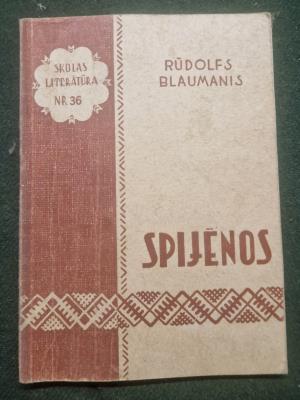 SKOLAS
LITERATŪRA
NR. 36
RŪDOLFS
BLAUMANIS
SPIĻĒNOS